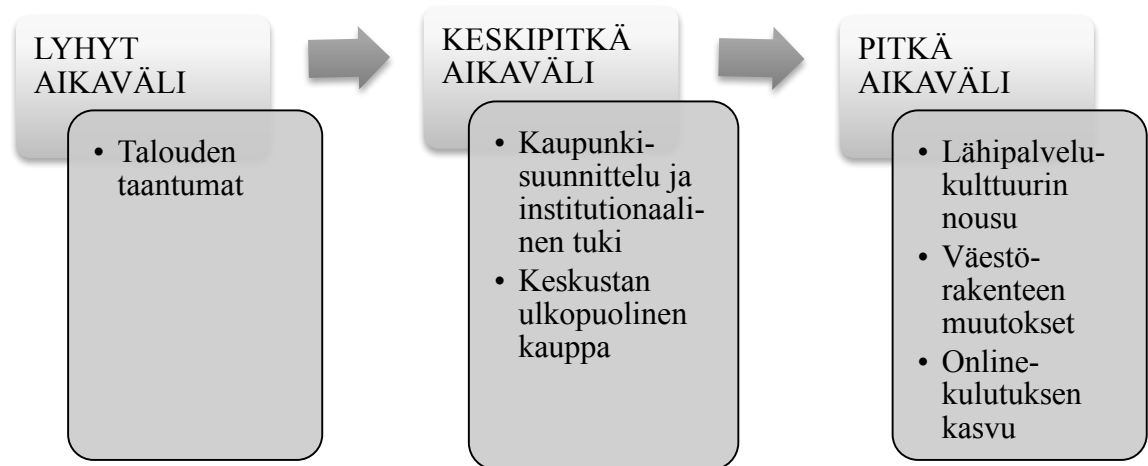 LYHYT
AIKAVÄLI
• Talouden
taantumat
KESKIPITKÄ
AIKAVÄLI
• Kaupunki-
suunnittelu ja
institutionaali-
nen tuki
• Keskustan
ulkopuolinen
kauppa
PITKÄ
AIKAVÄLI
• Lähipalvelu-
kulttuurin
nousu
• Väestö-
rakenteen
muutokset
• Online-
kulutuksen
kasvu